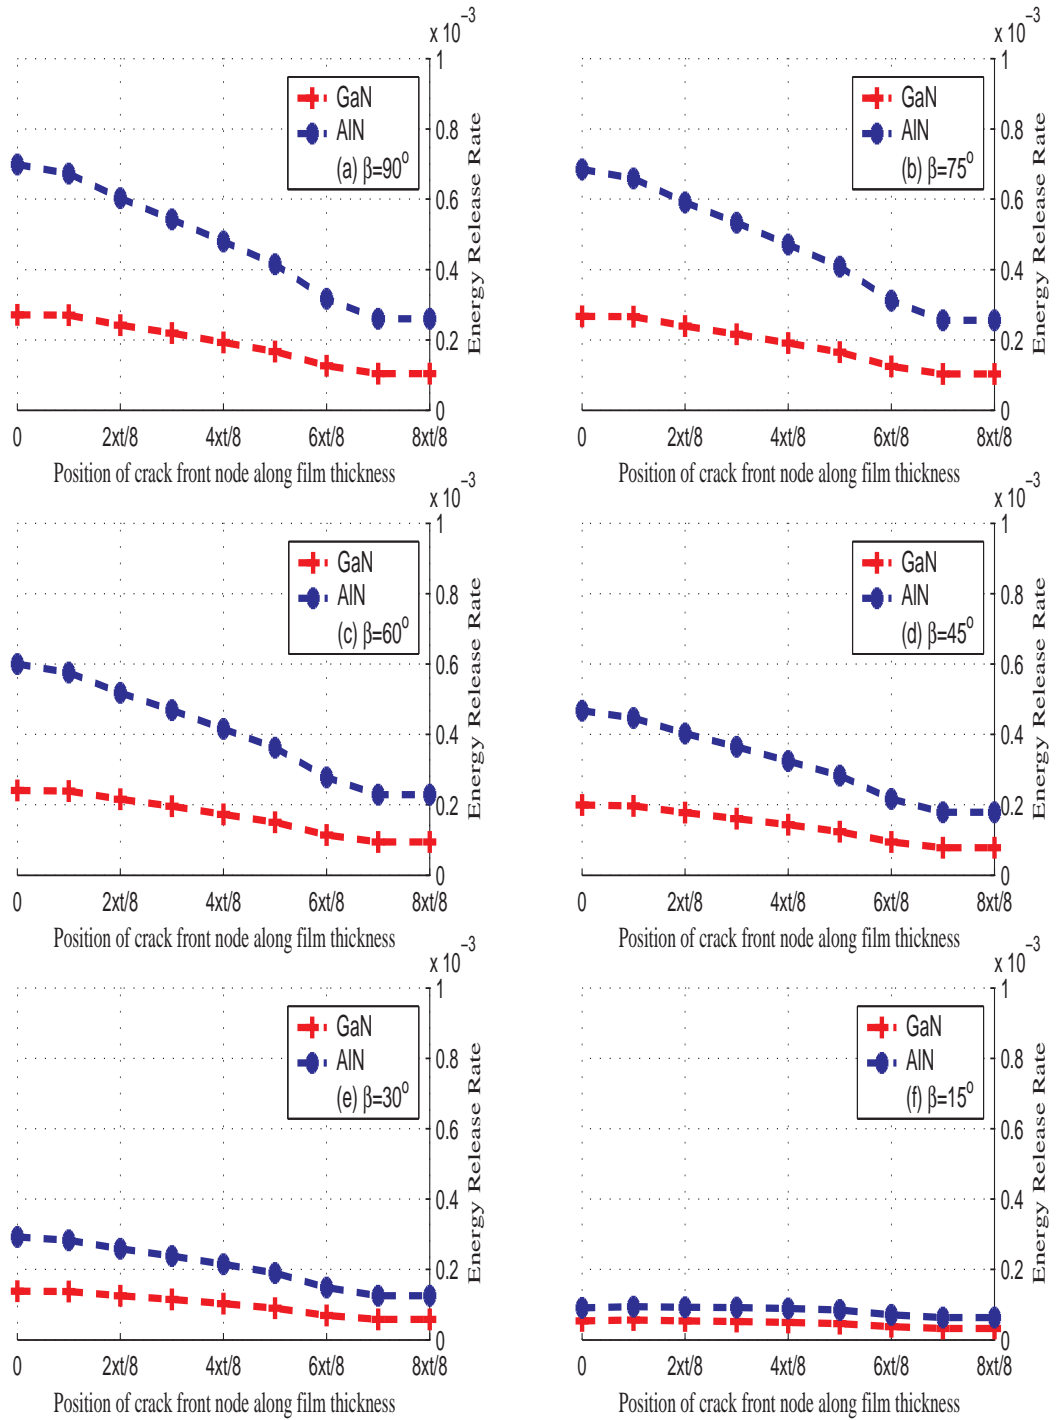 x 10⁻³
1
0.8
0.6
0.4
0.2
0
Energy Release Rate
GaN
AlN
(a) β=90°
0 2xt/8 4xt/8 6xt/8 8xt/8
Position of crack front node along film thickness
x 10⁻³
1
0.8
0.6
0.4
0.2
0
Energy Release Rate
GaN
AlN
(b) β=75°
0 2xt/8 4xt/8 6xt/8 8xt/8
Position of crack front node along film thickness
x 10⁻³
1
0.8
0.6
0.4
0.2
0
Energy Release Rate
GaN
AlN
(c) β=60°
0 2xt/8 4xt/8 6xt/8 8xt/8
Position of crack front node along film thickness
x 10⁻³
1
0.8
0.6
0.4
0.2
0
Energy Release Rate
GaN
AlN
(d) β=45°
0 2xt/8 4xt/8 6xt/8 8xt/8
Position of crack front node along film thickness
x 10⁻³
1
0.8
0.6
0.4
0.2
0
Energy Release Rate
GaN
AlN
(e) β=30°
0 2xt/8 4xt/8 6xt/8 8xt/8
Position of crack front node along film thickness
x 10⁻³
1
0.8
0.6
0.4
0.2
0
Energy Release Rate
GaN
AlN
(f) β=15°
0 2xt/8 4xt/8 6xt/8 8xt/8
Position of crack front node along film thickness